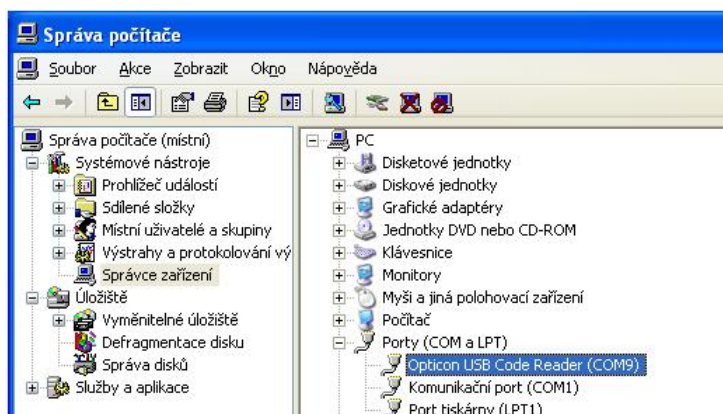 Správa počítače
Soubor Akce Zobrazit Okno Nápověda
Správa počítače (místní)
Systémové nástroje
Prohlížeč událostí
Sdílené složky
Místní uživatelé a skupiny
Výstrahy a protokolování vý
Správce zařízení
Úložiště
Vyměnitelné úložiště
Defragmentace disku
Správa disků
Služby a aplikace
PC
Disketové jednotky
Diskové jednotky
Grafické adaptéry
Jednotky DVD nebo CD-ROM
Klávesnice
Monitory
Myši a jiná polohovací zařízení
Počítač
Porty (COM a LPT)
Opticon USB Code Reader (COM9)
Komunikační port (COM1)
Port tiskárny (LPT1)